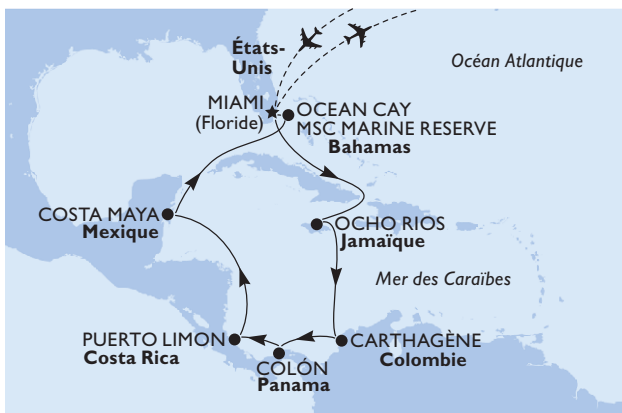 États-
Unis
Océan Atlantique
MIAMI
(Floride)
OCEAN CAY
MSC MARINE RESERVE
Bahamas
COSTA MAYA
Mexique
OCHO RIOS
Jamaïque
Mer des Caraïbes
PUERTO LIMON
Costa Rica
COLÓN
Panama
CARTHAGÈNE
Colombie